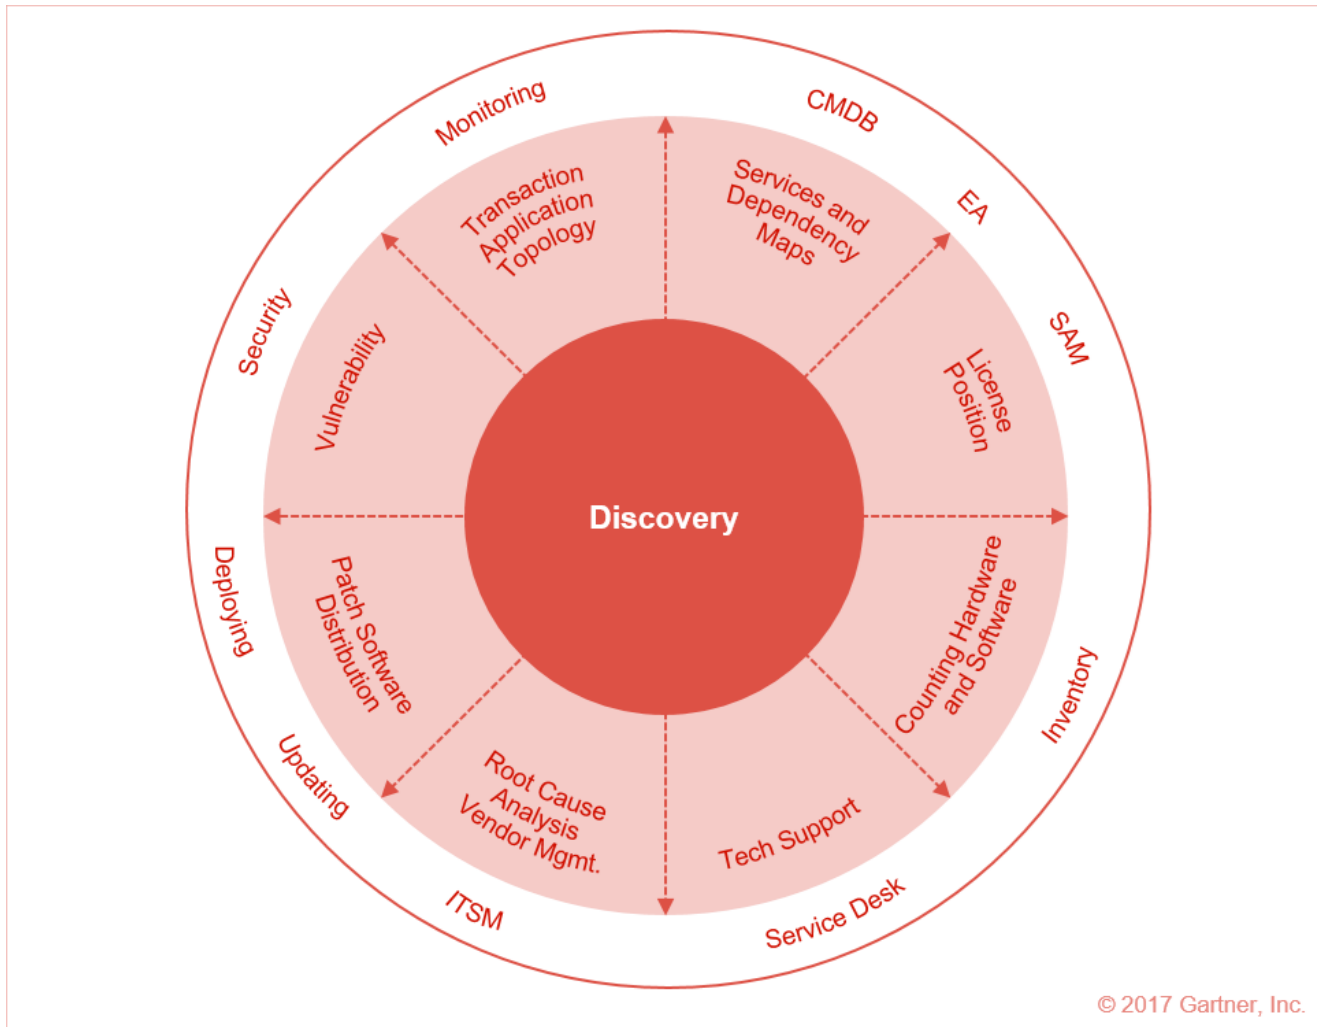 Monitoring
CMDB
EA
SAM
Inventory
Service Desk
ITSM
Updating
Deploying
Security
Transaction
Application
Topology
Services and
Dependency
Maps
License
Position
Counting Hardware
and Software
Tech Support
Root Cause
Analysis
Vendor Mgmt.
Patch Software
Distribution
Vulnerability
Discovery
© 2017 Gartner, Inc.